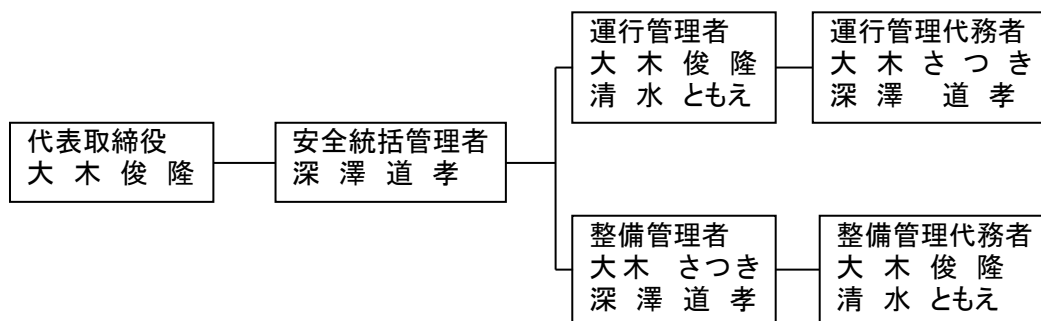 代表取締役
大木俊隆
安全統括管理者
深澤道孝
運行管理者
大木俊隆
清水ともえ
運行管理代務者
大木さつき
深澤道孝
整備管理者
大木さつき
深澤道孝
整備管理代務者
大木俊隆
清水ともえ